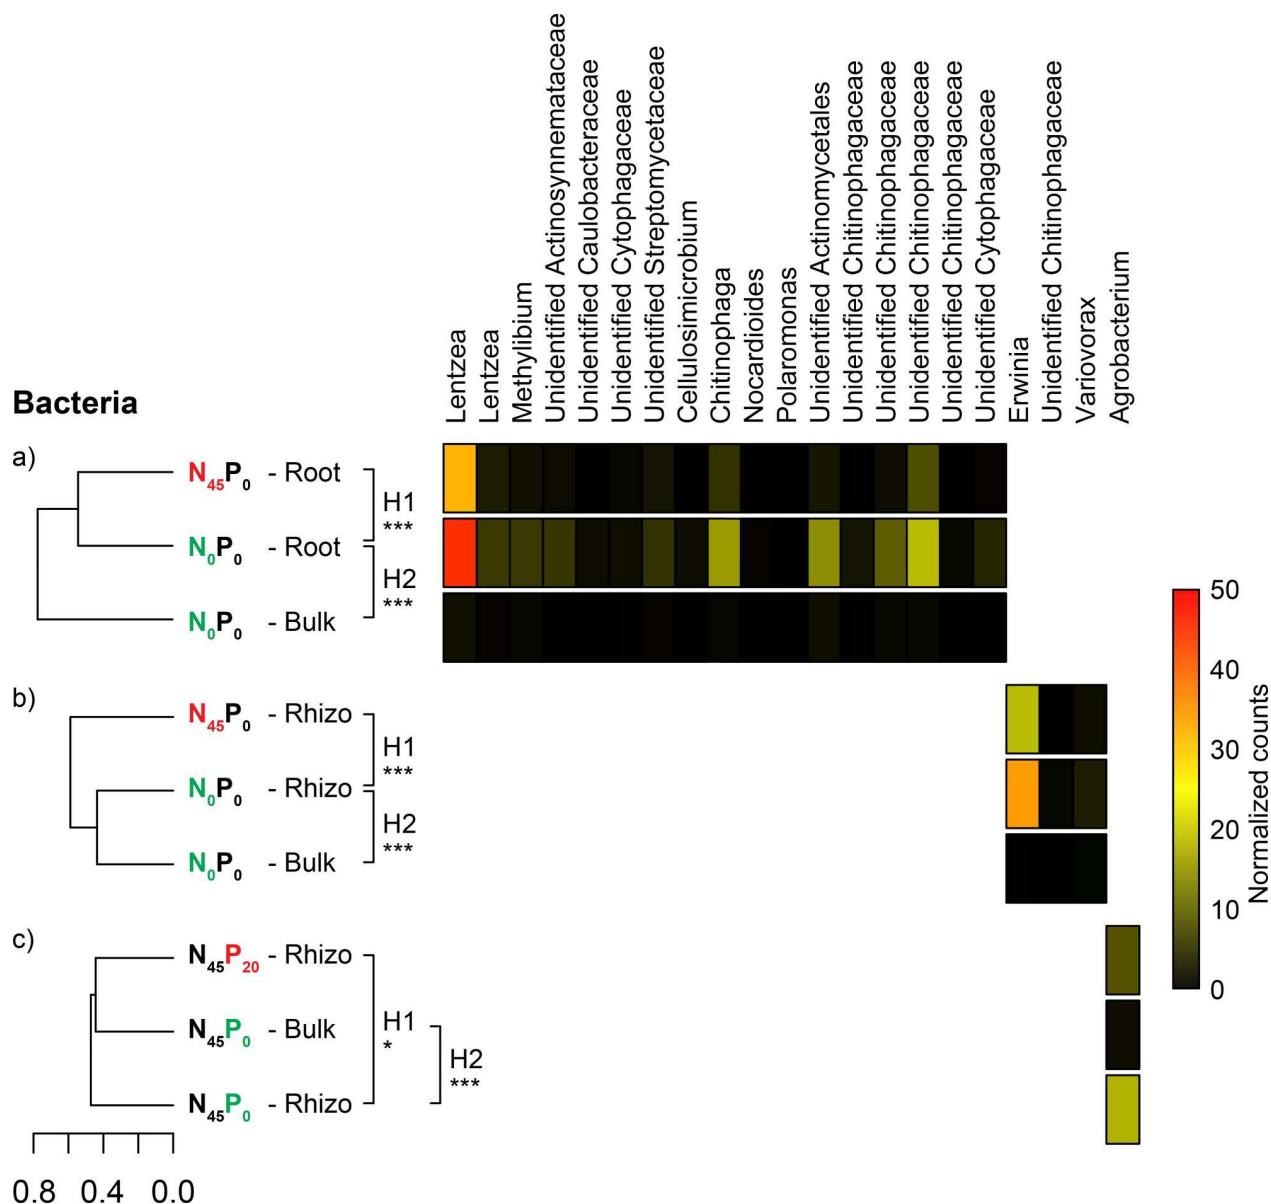 Lentzea
Lentzea
Methylibium
Unidentified Actinosynnemataceae
Unidentified Caulobacteraceae
Unidentified Cytophagaceae
Unidentified Streptomycetaceae
Cellulosimicrobium
Chitinophaga
Nocardioides
Polaromonas
Unidentified Actinomycetales
Unidentified Chitinophagaceae
Unidentified Chitinophagaceae
Unidentified Chitinophagaceae
Unidentified Chitinophagaceae
Unidentified Cytophagaceae
Erwinia
Unidentified Chitinophagaceae
Variovorax
Agrobacterium
Bacteria
a)
N45P0 - Root
H1
***
N0P0 - Root
H2
***
N0P0 - Bulk
b)
N45P0 - Rhizo
H1
***
N0P0 - Rhizo
H2
***
N0P0 - Bulk
c)
N45P20 - Rhizo
N45P0 - Bulk
H1
*
H2
***
N45P0 - Rhizo
0.8 0.4 0.0
50
40
30
20
10
0
Normalized counts